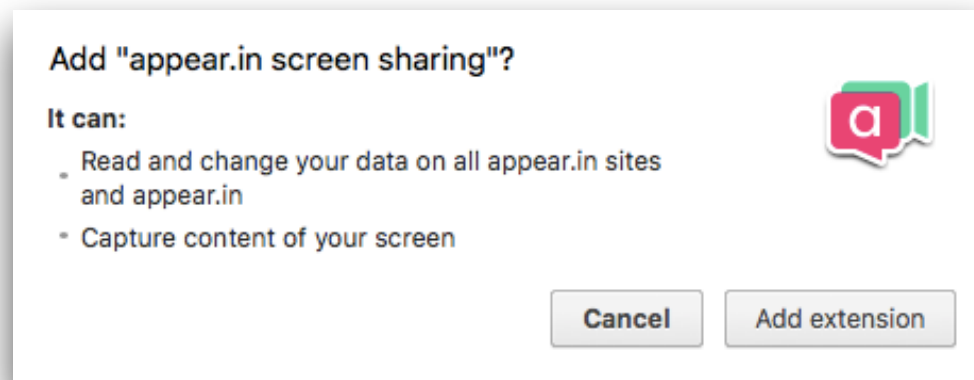 Add "appear.in screen sharing"?
It can:
Read and change your data on all appear.in sites
and appear.in
Capture content of your screen
a
Cancel
Add extension